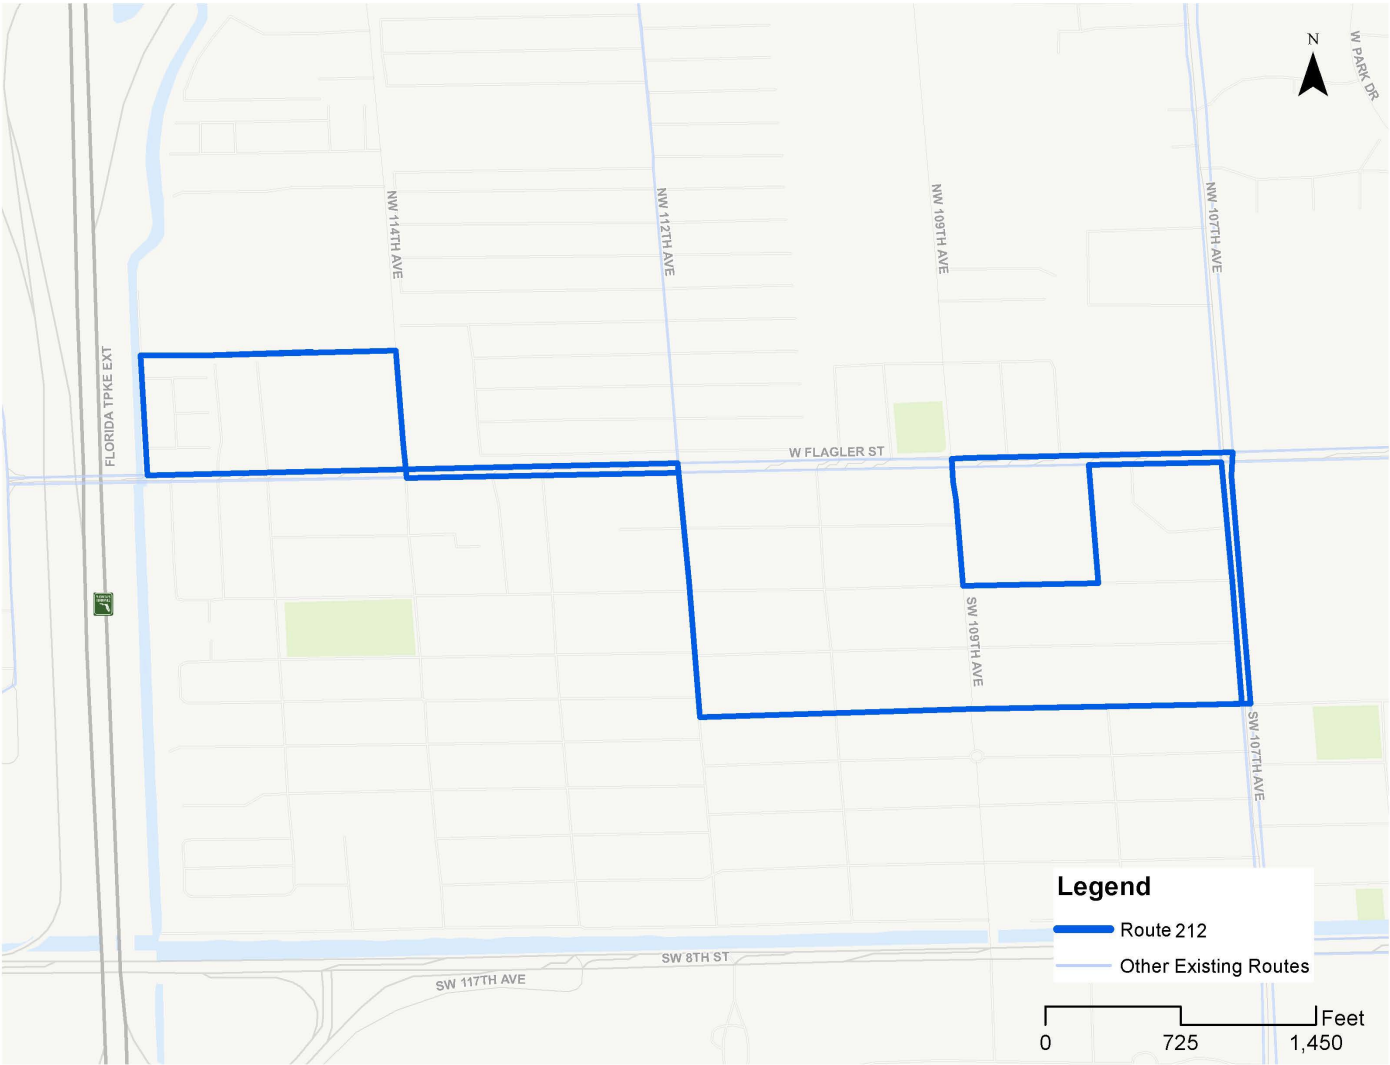 N
W PARK DR
NW 114TH AVE
NW 112TH AVE
NW 109TH AVE
NW 107TH AVE
FLORIDA TPKE EXT
W FLAGLER ST
SW 109TH AVE
SW 107TH AVE
SW 8TH ST
SW 117TH AVE
Legend
Route 212
Other Existing Routes
Feet
0 725 1,450